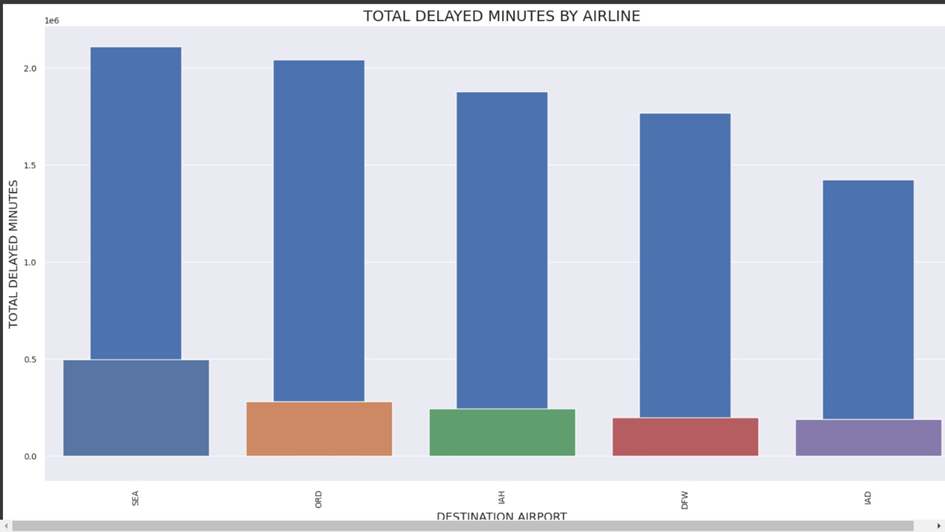 TOTAL DELAYED MINUTES BY AIRLINE
1e6
2.0
1.5
1.0
0.5
0.0
TOTAL DELAYED MINUTES
SEA
ORD
IAH
DFW
IAD
DESTINATION AIRPORT